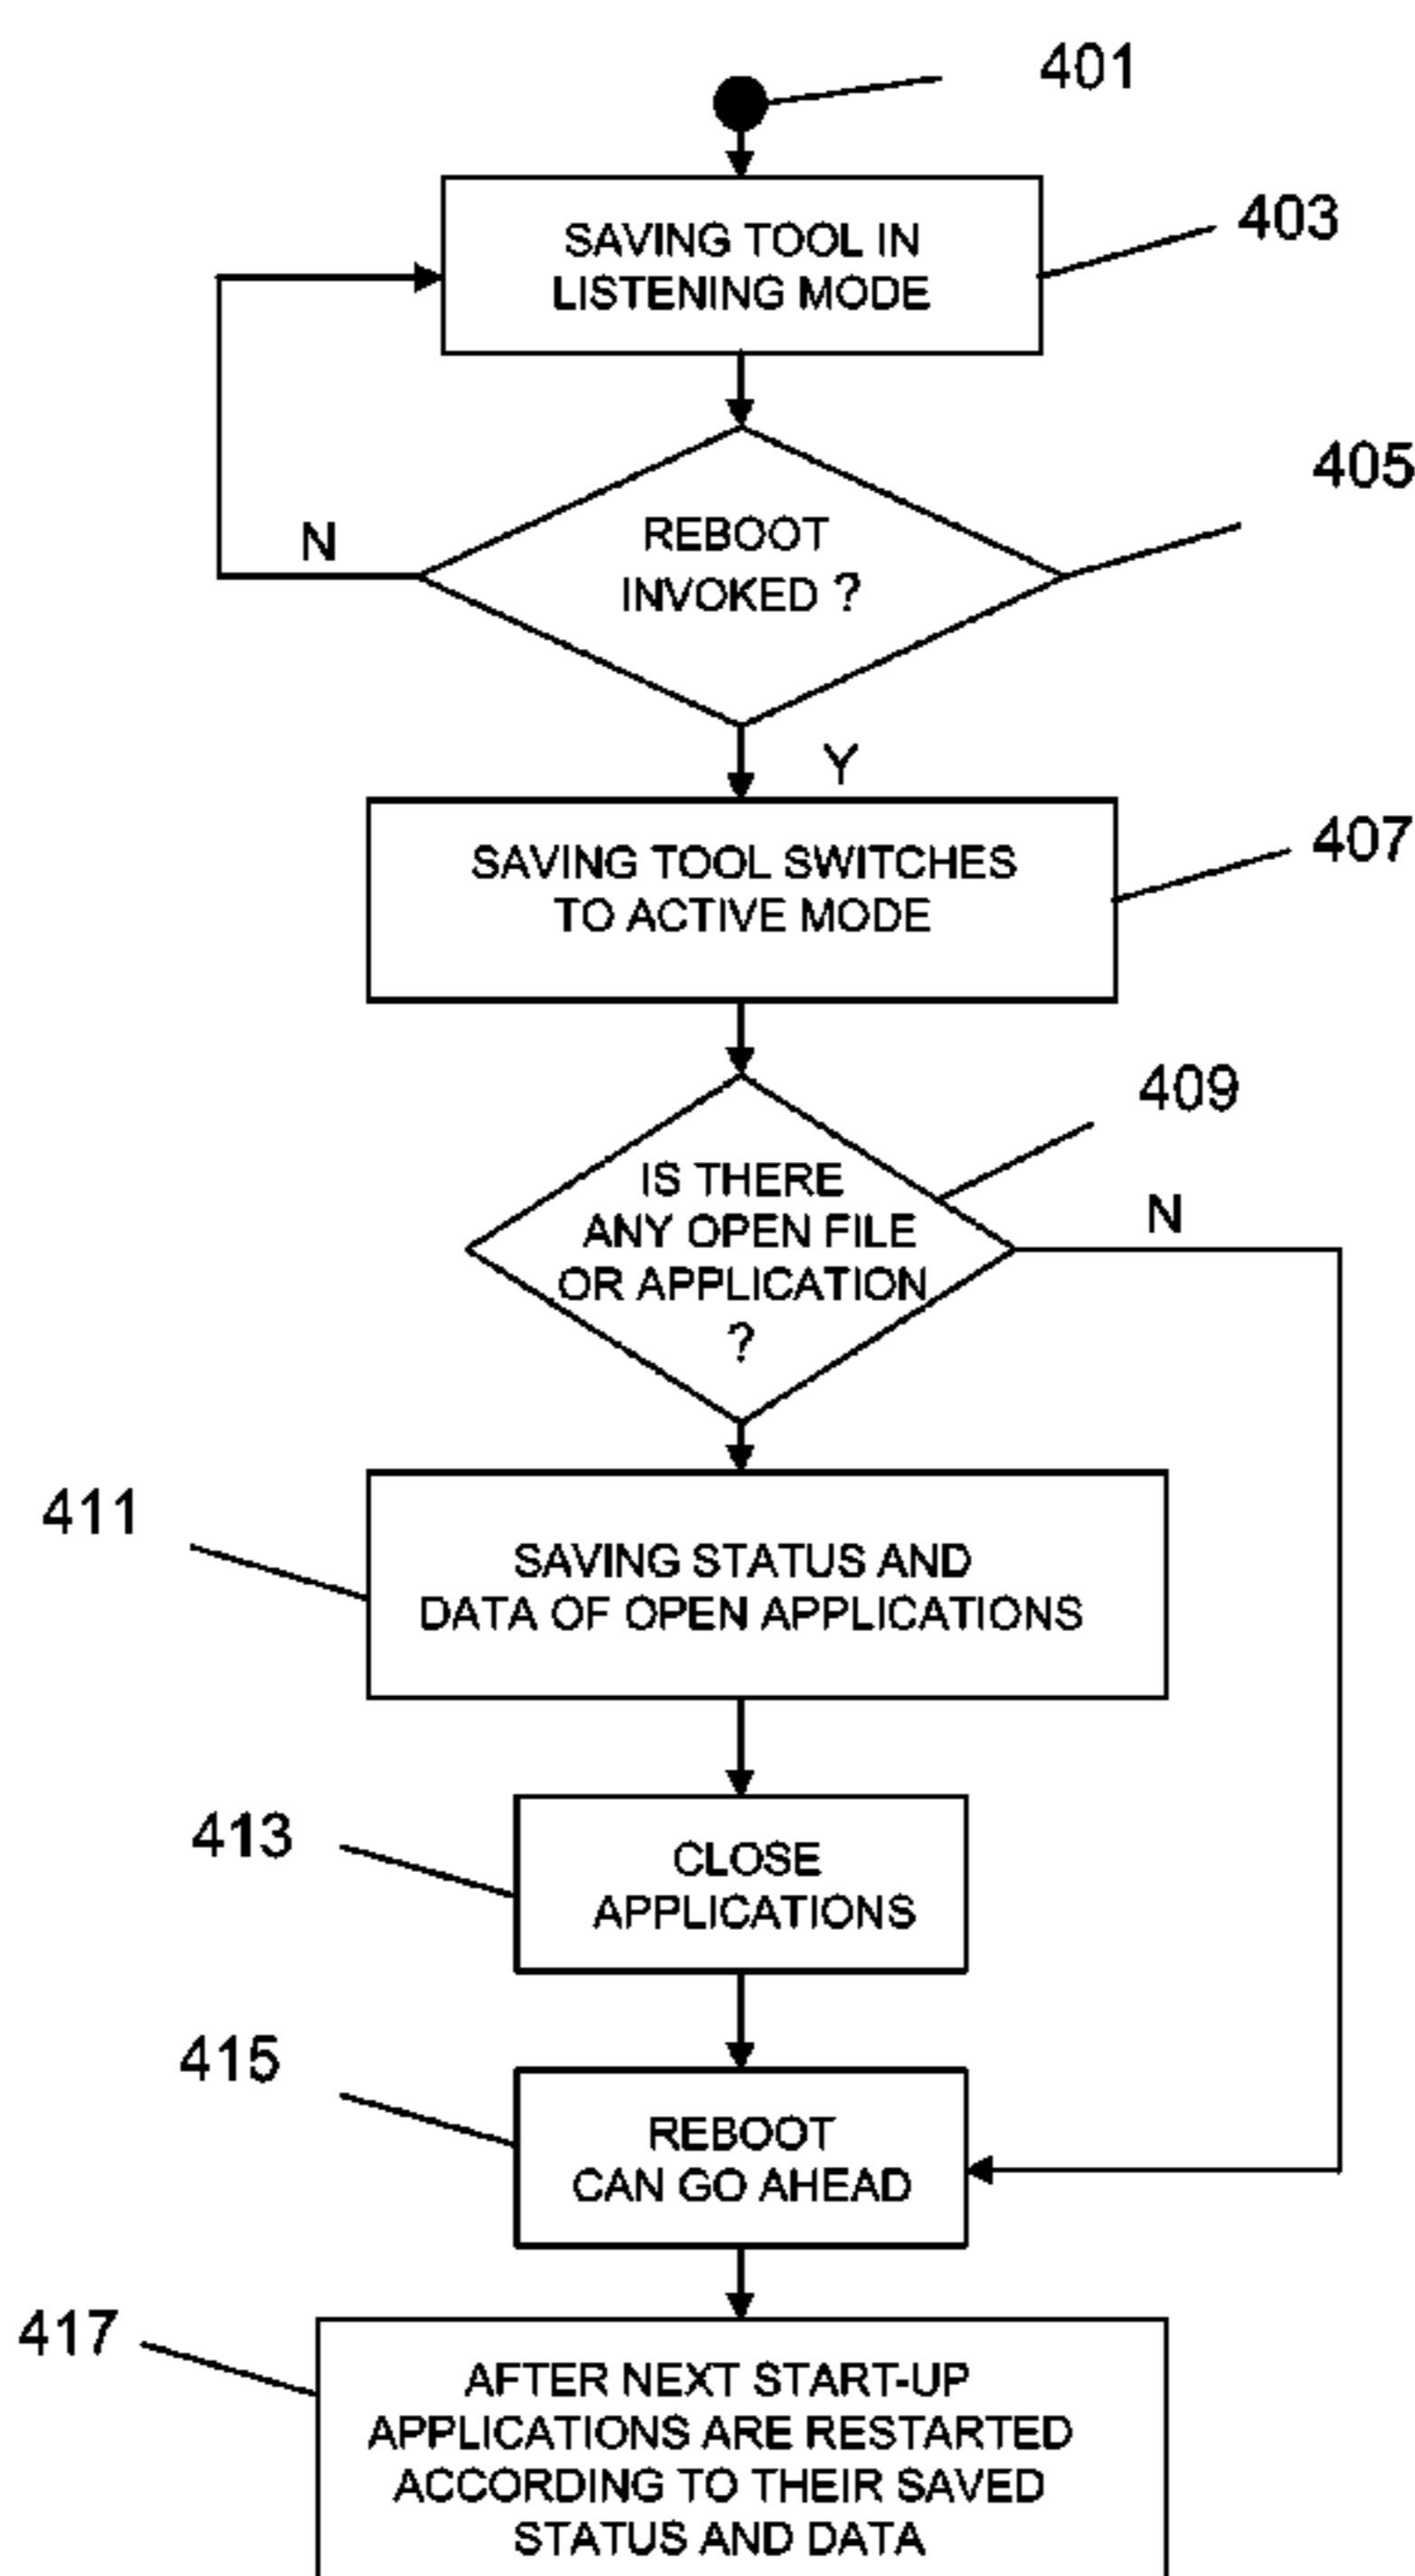 401
SAVING TOOL IN
LISTENING MODE
403
405
REBOOT
INVOKED ?
N
Y
SAVING TOOL SWITCHES
TO ACTIVE MODE
407
409
IS THERE
ANY OPEN FILE
OR APPLICATION
?
N
411
SAVING STATUS AND
DATA OF OPEN APPLICATIONS
413
CLOSE
APPLICATIONS
415
REBOOT
CAN GO AHEAD
417
AFTER NEXT START-UP
APPLICATIONS ARE RESTARTED
ACCORDING TO THEIR SAVED
STATUS AND DATA